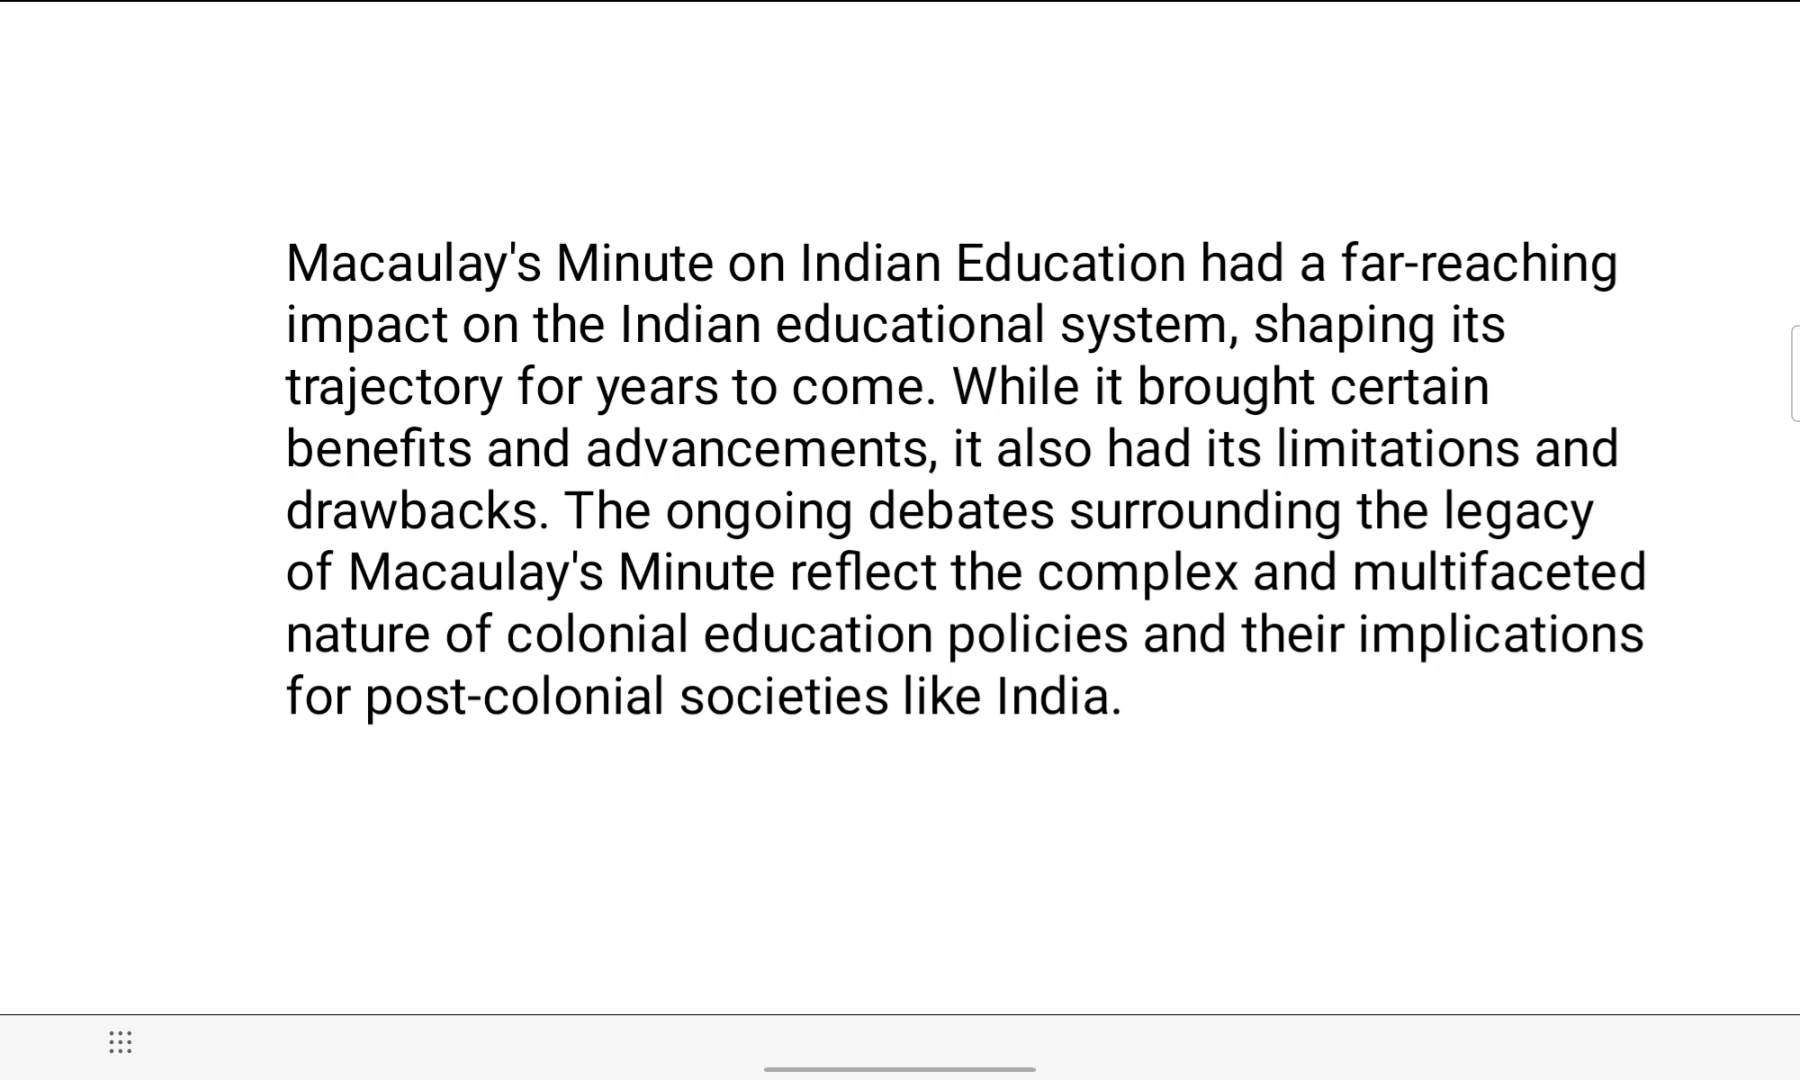 Macaulay's Minute on Indian Education had a far-reaching
impact on the Indian educational system, shaping its
trajectory for years to come. While it brought certain
benefits and advancements, it also had its limitations and
drawbacks. The ongoing debates surrounding the legacy
of Macaulay's Minute reflect the complex and multifaceted
nature of colonial education policies and their implications
for post-colonial societies like India.